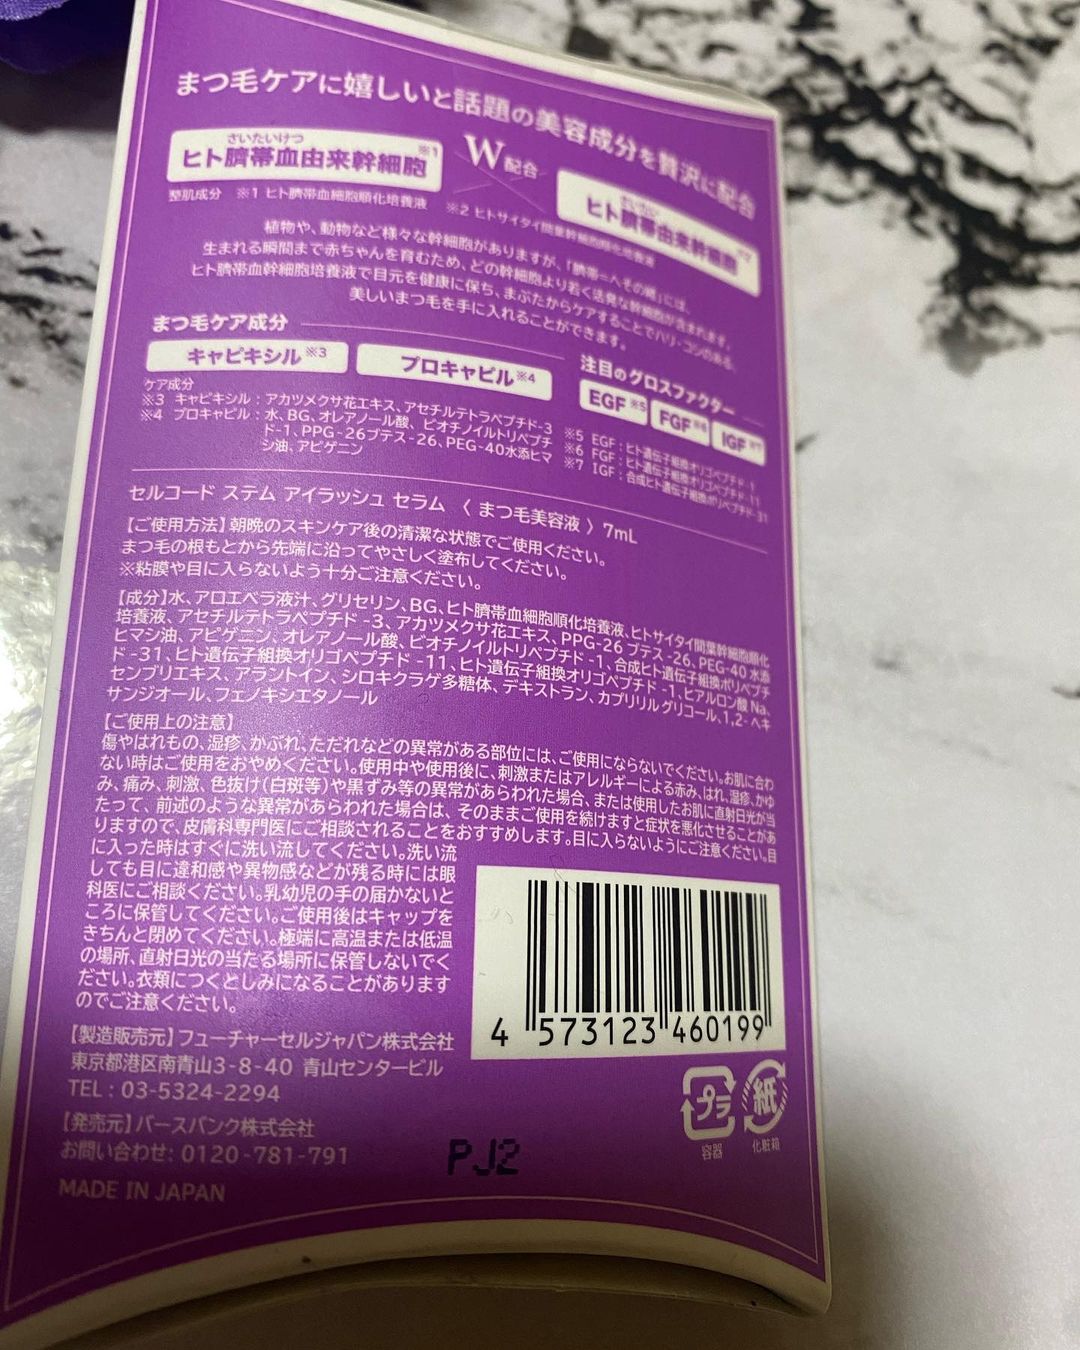 まつ毛ケアに嬉しいと話題の美容成分を贅沢に配合
さいたいけつ
ヒト臍帯血由来幹細胞※1
W配合
さいたい
ヒト臍帯由来幹細胞※2
整肌成分 ※1 ヒト臍帯血細胞順化培養液 ※2 ヒトサイタイ間葉幹細胞順化培養液
植物や、動物など様々な幹細胞がありますが、「臍帯＝へその緒」には、
生まれる瞬間まで赤ちゃんを育むため、どの幹細胞より若く活発な幹細胞が含まれます。
ヒト臍帯血幹細胞培養液で目元を健康に保ち、まぶたからケアすることでハリ・コシのある、
美しいまつ毛を手に入れることができます。
まつ毛ケア成分
キャピキシル※3
プロキャピル※4
ケア成分
※3 キャピキシル：アカツメクサ花エキス、アセチルテトラペプチド-3
※4 プロキャピル：水、BG、オレアノール酸、ビオチノイルトリペプチ
ド-1、PPG-26ブテス-26、PEG-40水添ヒマ
シ油、アピゲニン
注目のグロスファクター
EGF※5
FGF※6
IGF※7
※5 EGF：ヒト遺伝子組換オリゴペプチド-1
※6 FGF：ヒト遺伝子組換オリゴペプチド-11
※7 IGF：合成ヒト遺伝子組換ポリペプチド-31
セルコード ステム アイラッシュ セラム 〈 まつ毛美容液 〉 7mL
【ご使用方法】朝晩のスキンケア後の清潔な状態でご使用ください。
まつ毛の根もとから先端に沿ってやさしく塗布してください。
※粘膜や目に入らないよう十分ご注意ください。
【成分】水、アロエベラ液汁、グリセリン、BG、ヒト臍帯血細胞順化培養液、ヒトサイタイ間葉幹細胞順化
培養液、アセチルテトラペプチド-3、アカツメクサ花エキス、PPG-26 ブテス-26、PEG-40 水添
ヒマシ油、アピゲニン、オレアノール酸、ビオチノイルトリペプチド-1、合成ヒト遺伝子組換ポリペプチ
ド-31、ヒト遺伝子組換オリゴペプチド-11、ヒト遺伝子組換オリゴペプチド-1、ヒアルロン酸 Na、
センブリエキス、アラントイン、シロキクラゲ多糖体、デキストラン、カプリリルグリコール、1,2-ヘキ
サンジオール、フェノキシエタノール
【ご使用上の注意】
傷やはれもの、湿疹、かぶれ、ただれなどの異常がある部位には、ご使用にならないでください。お肌に合わ
ない時はご使用をおやめください。使用中や使用後に、刺激またはアレルギーによる赤み、はれ、湿疹、かゆ
み、痛み、刺激、色抜け（白斑等）や黒ずみ等の異常があらわれた場合、または使用したお肌に直射日光が当
たって、前述のような異常があらわれた場合は、そのままご使用を続けますと症状を悪化させることがあ
りますので、皮膚科専門医にご相談されることをおすすめします。目に入らないようにご注意ください。目
に入った時はすぐに洗い流してください。洗い流
しても目に違和感や異物感などが残る時には眼
科医にご相談ください。乳幼児の手の届かないと
ころに保管してください。ご使用後はキャップを
きちんと閉めてください。極端に高温または低温
の場所、直射日光の当たる場所に保管しないでく
ださい。衣類につくとしみになることがあります
のでご注意ください。
【製造販売元】フューチャーセルジャパン株式会社
東京都港区南青山3-8-40 青山センタービル
TEL：03-5324-2294
【発売元】バースバンク株式会社
お問い合わせ：0120-781-791
MADE IN JAPAN
PJ2
4 573123 460199
プラ
容器
紙
化粧箱